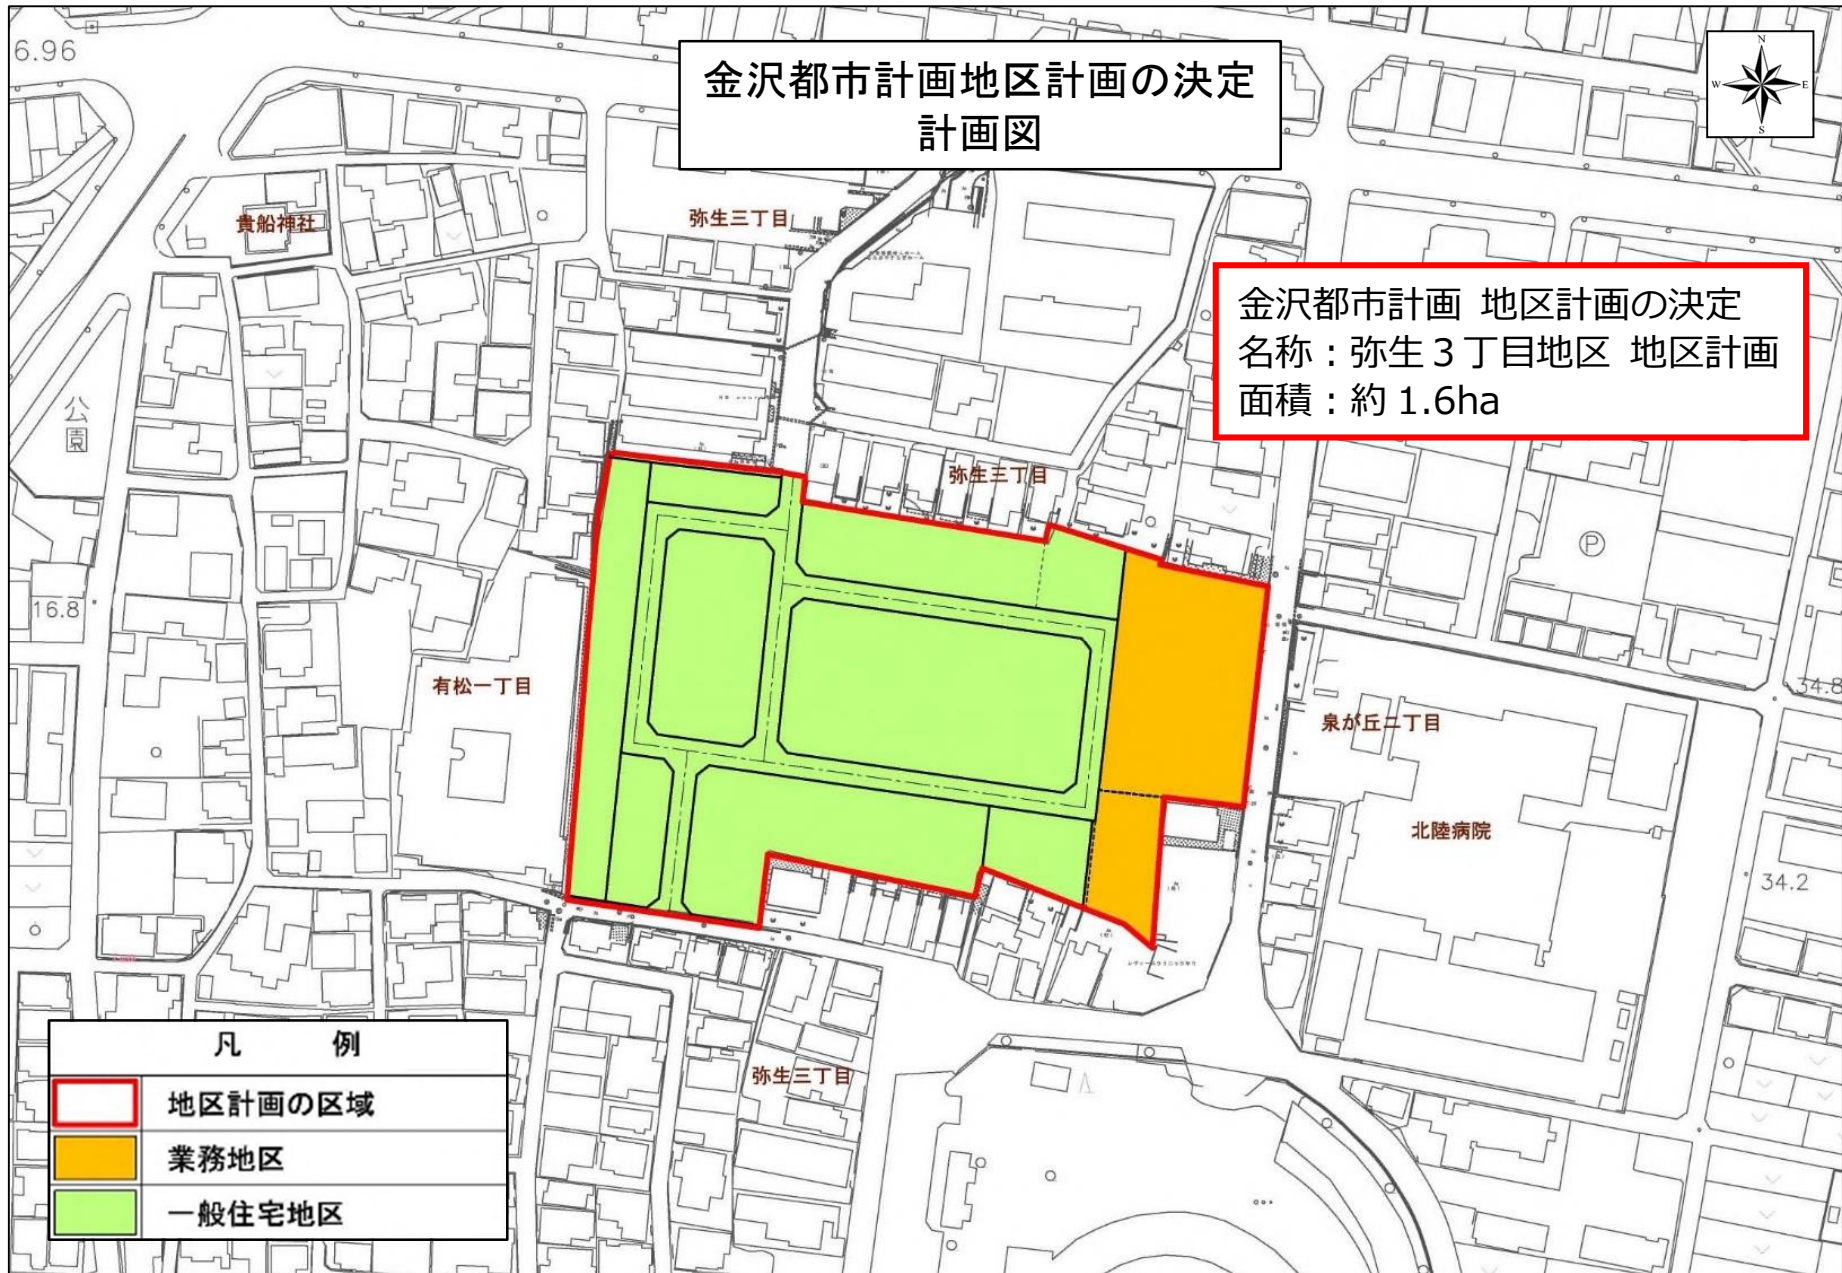 6.96
金沢都市計画地区計画の決定
計画図
N
W
E
S
貴船神社
弥生三丁目
金沢都市計画 地区計画の決定
名称：弥生３丁目地区 地区計画
面積：約 1.6ha
公園
弥生三丁目
P
16.8
有松一丁目
34.8
泉が丘二丁目
北陸病院
34.2
凡 例
地区計画の区域
業務地区
一般住宅地区
弥生三丁目